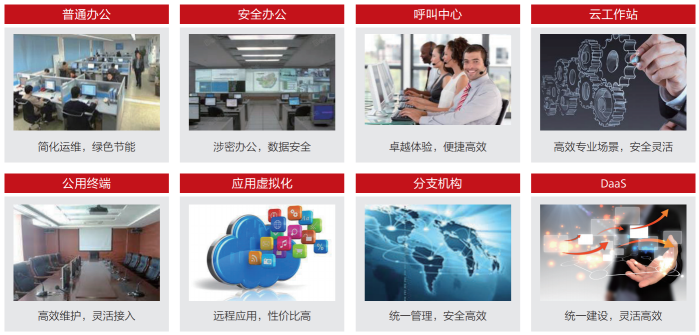 普通办公
安全办公
呼叫中心
云工作站
简化运维，绿色节能
涉密办公，数据安全
卓越体验，便捷高效
高效专业场景，安全灵活
公用终端
应用虚拟化
分支机构
DaaS
高效维护，灵活接入
远程应用，性价比高
统一管理，安全高效
统一建设，灵活高效